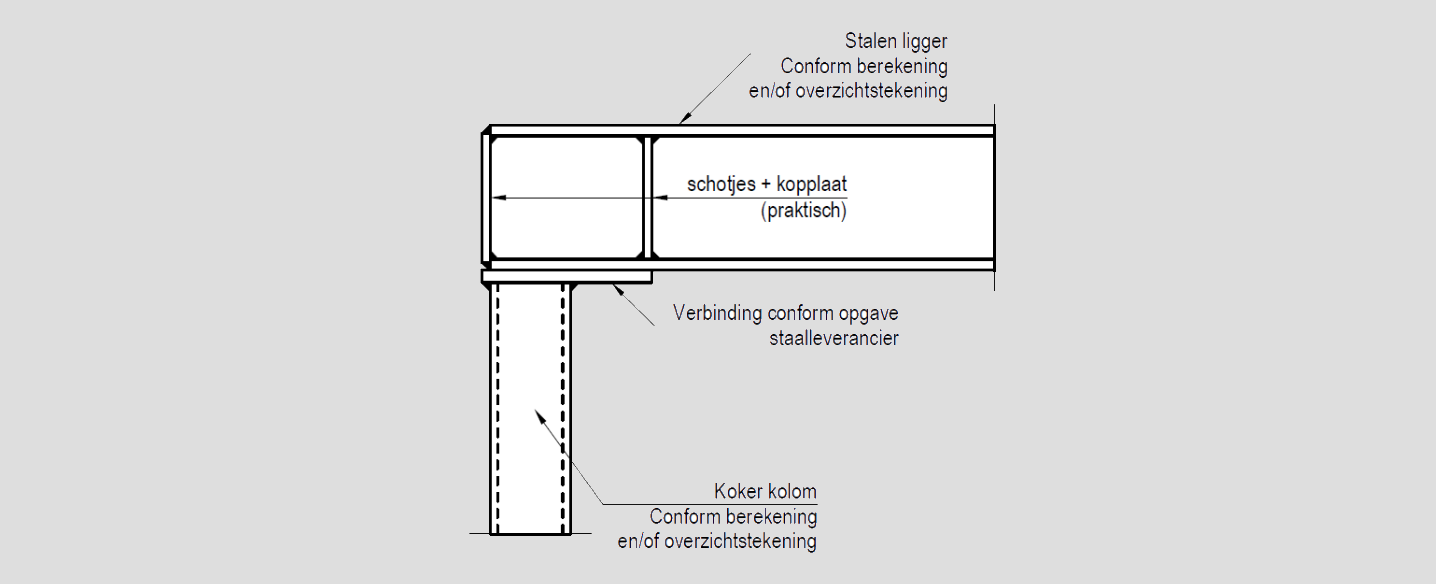 Stalen ligger
Conform berekening
en/of overzichtstekening
schotjes + kopplaat
(praktisch)
Verbinding conform opgave
staalleverancier
Koker kolom
Conform berekening
en/of overzichtstekening